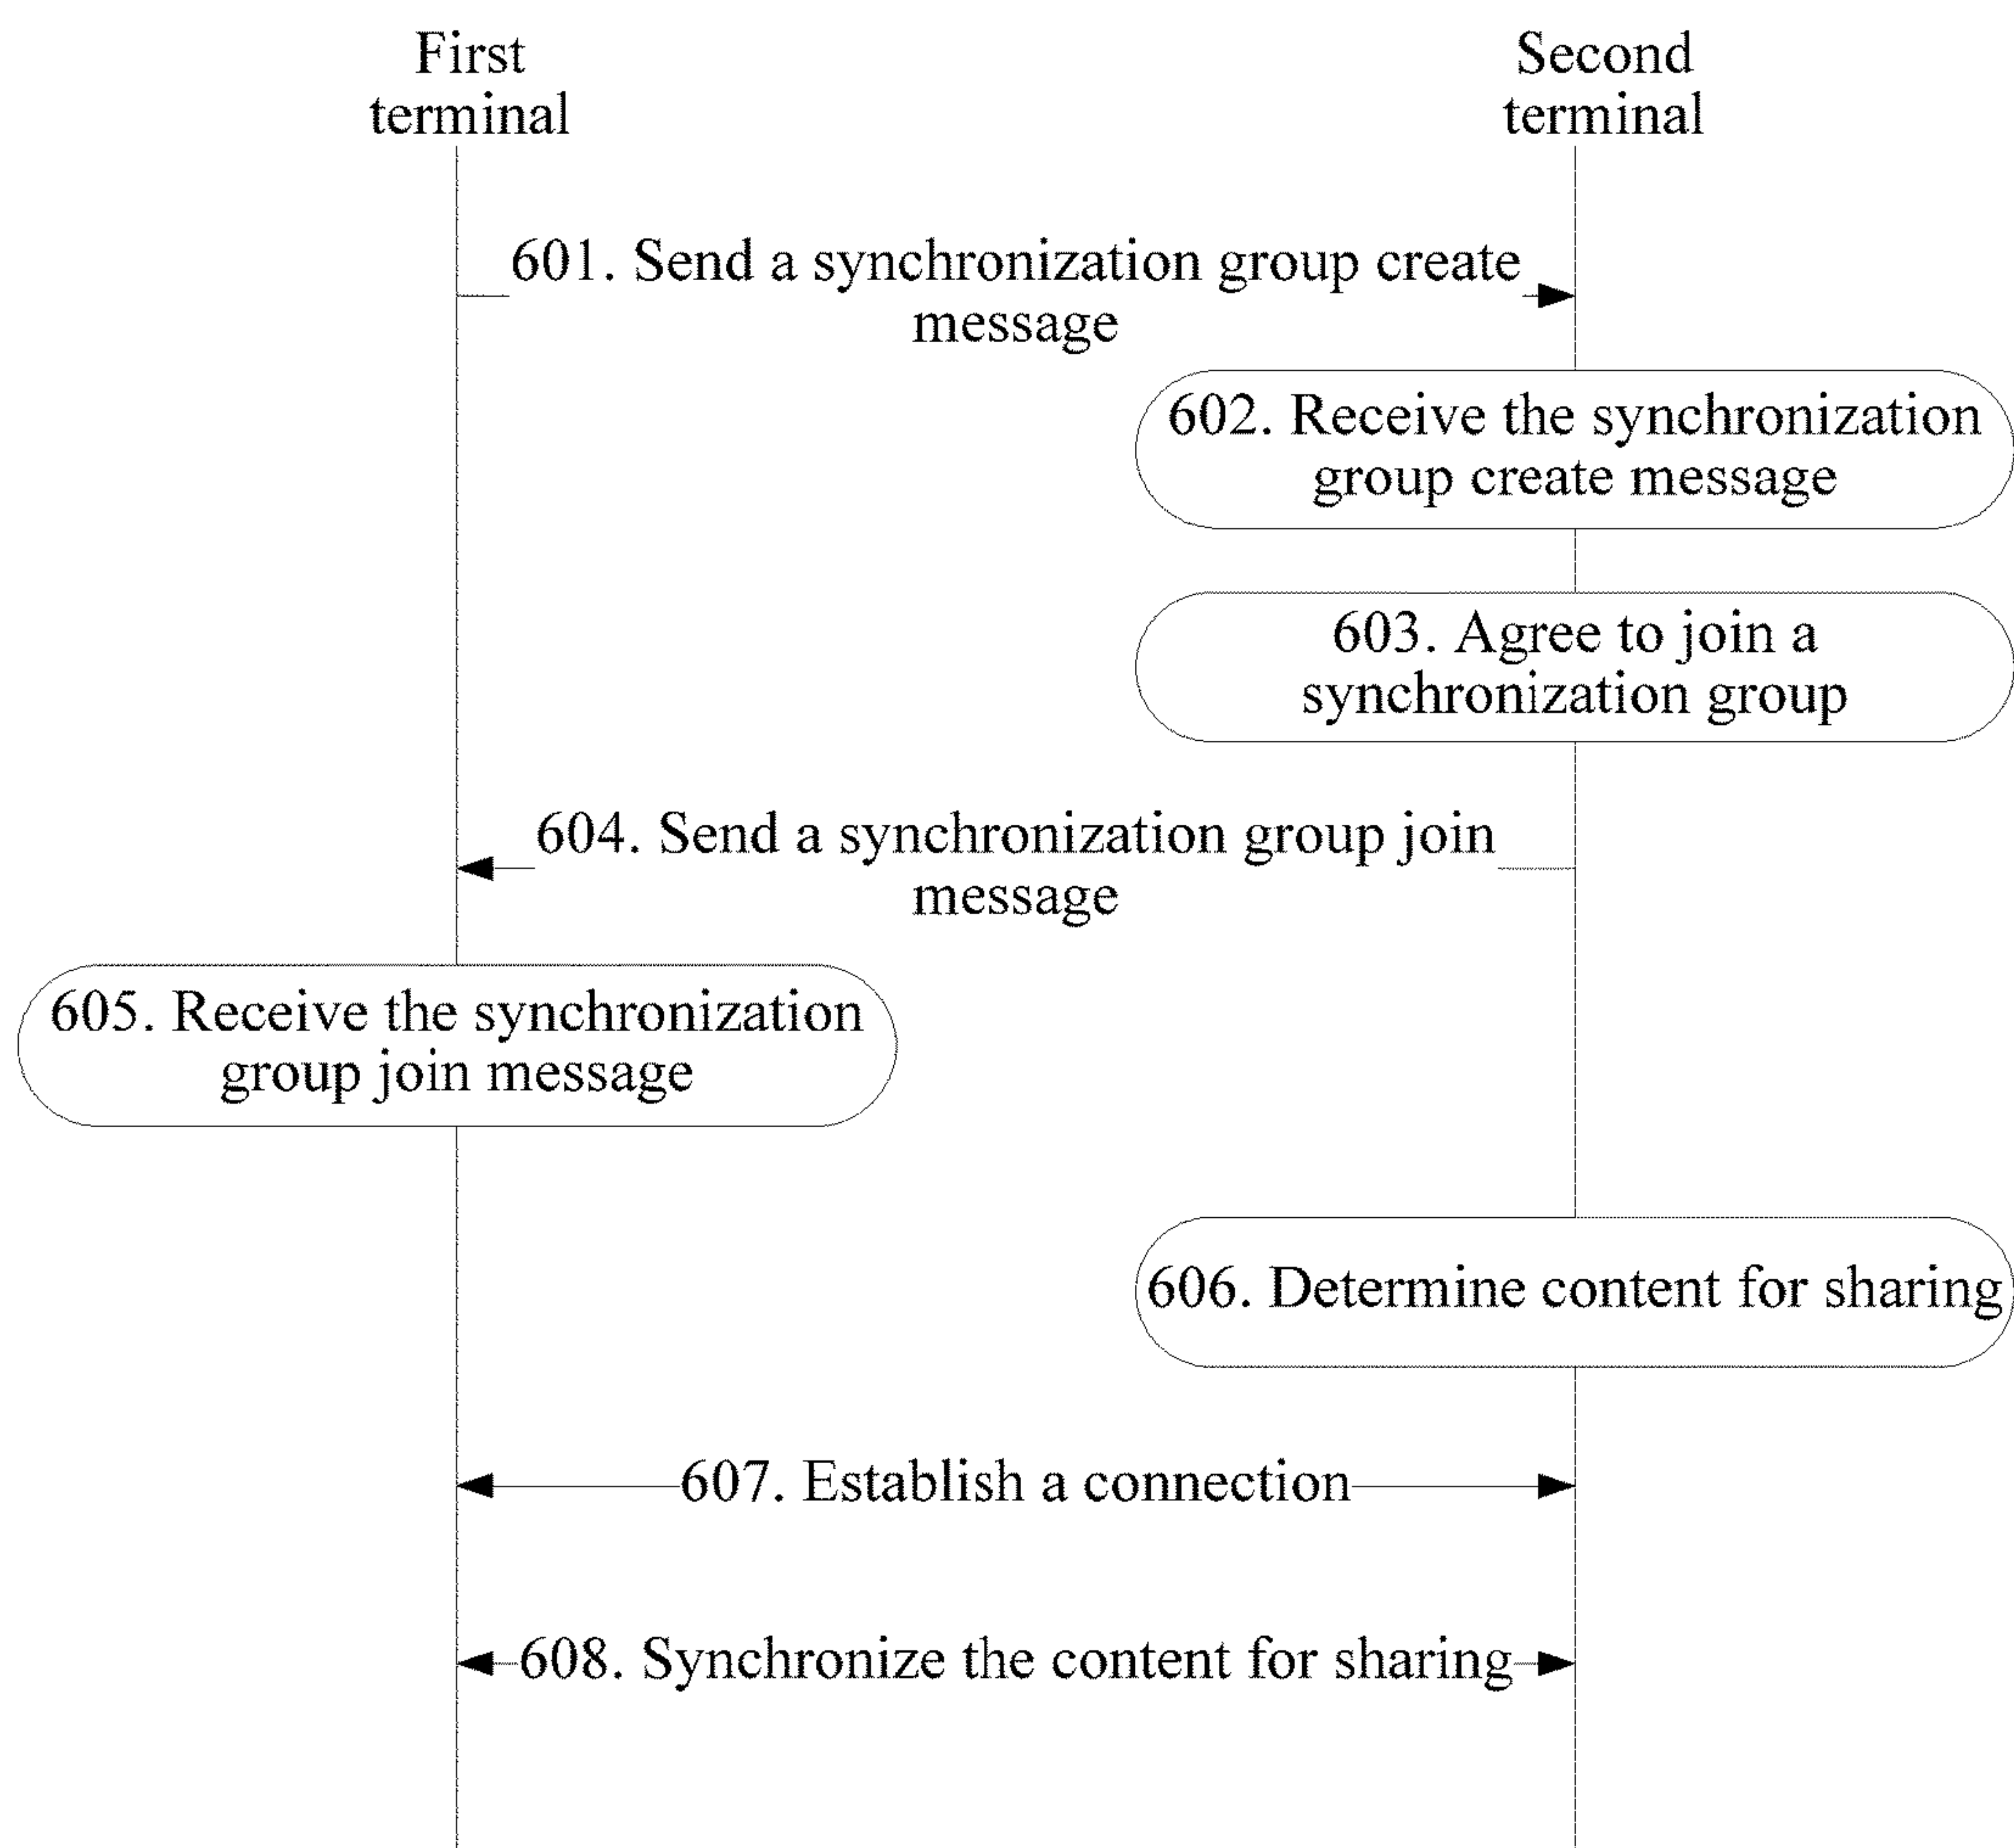 First
terminal
Second
terminal
601. Send a synchronization group create
message
602. Receive the synchronization
group create message
603. Agree to join a
synchronization group
604. Send a synchronization group join
message
605. Receive the synchronization
group join message
606. Determine content for sharing
607. Establish a connection
608. Synchronize the content for sharing